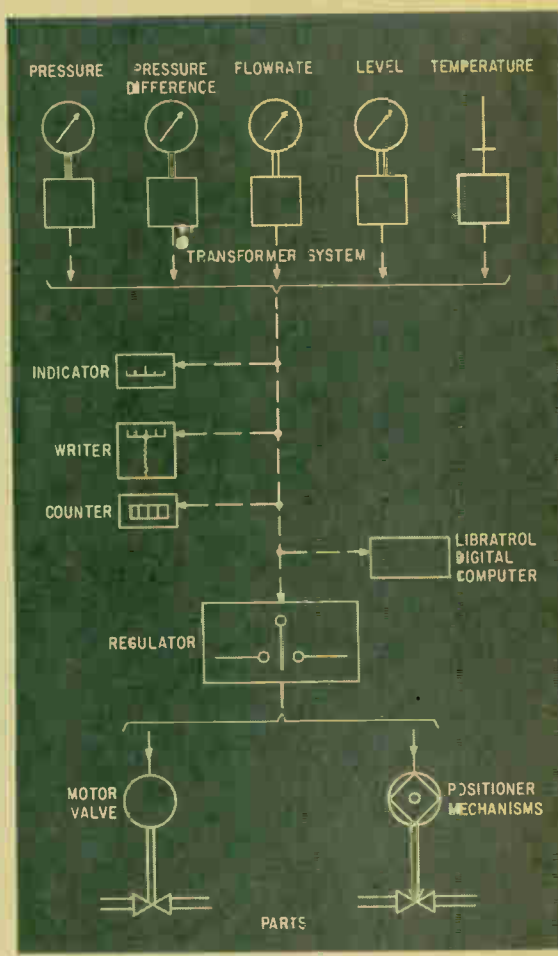 PRESSURE
PRESSURE
DIFFERENCE
FLOWRATE
LEVEL
TEMPERATURE
TRANSFORMER SYSTEM
INDICATOR
WRITER
COUNTER
LIBRATROL
DIGITAL
COMPUTER
REGULATOR
MOTOR
VALVE
POSITIONER
MECHANISMS
PARTS